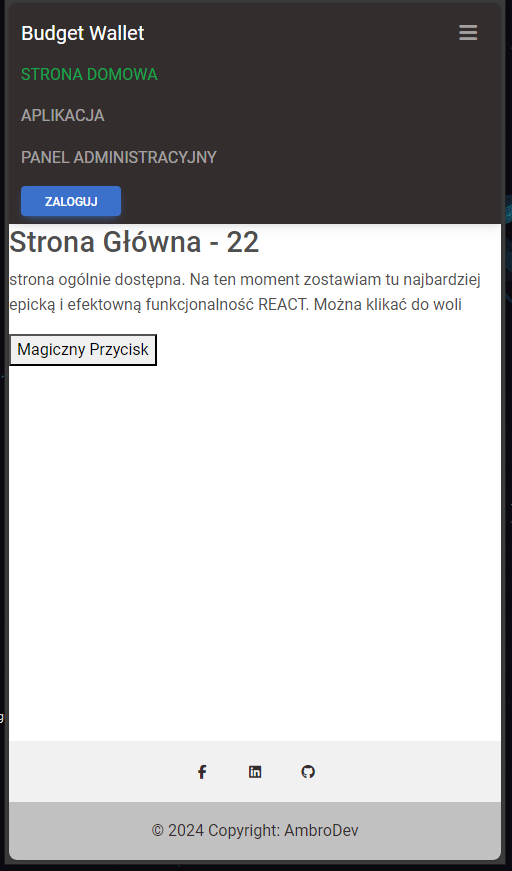 Budget Wallet
STRONA DOMOWA
APLIKACJA
PANEL ADMINISTRACYJNY
ZALOGUJ
Strona Główna - 22
strona ogólnie dostępna. Na ten moment zostawiam tu najbardziej
epicką i efektowną funkcjonalność REACT. Można klikać do woli
Magiczny Przycisk
© 2024 Copyright: AmbroDev